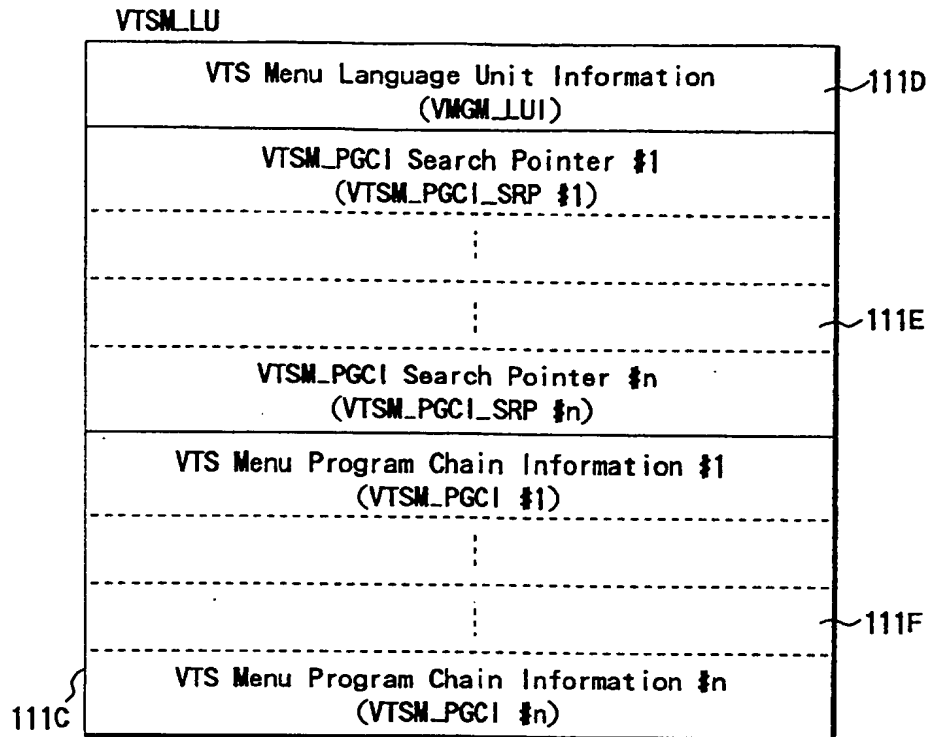 VTSM_LU
VTS Menu Language Unit Information
(VMGM_LUI)
111D
VTSM_PGCI Search Pointer #1
(VTSM_PGCI_SRP #1)
111E
VTSM_PGCI Search Pointer #n
(VTSM_PGCI_SRP #n)
VTS Menu Program Chain Information #1
(VTSM_PGCI #1)
111F
VTS Menu Program Chain Information #n
(VTSM_PGCI #n)
111C